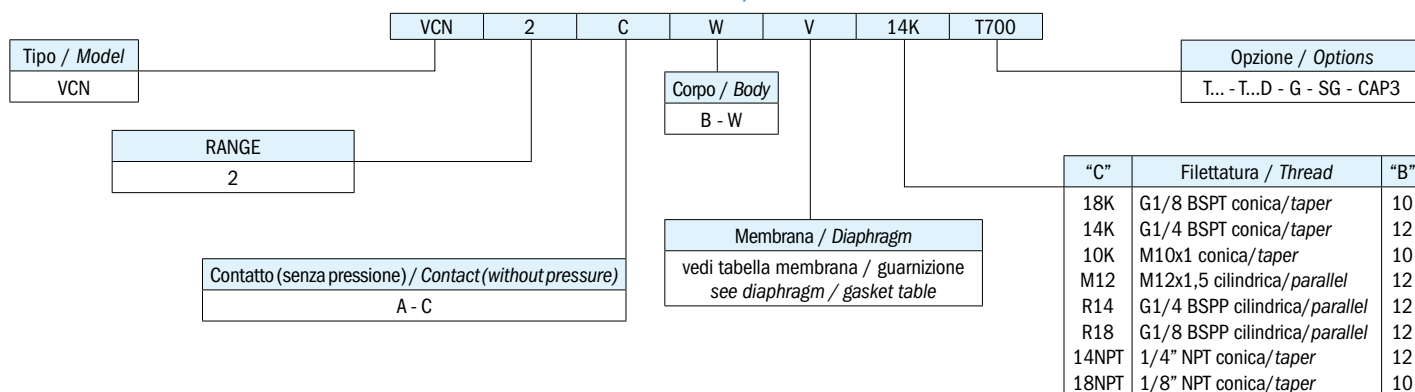 VCN 2 C W V 14K T700
Tipo / Model
VCN
Opzione / Options
T... - T...D - G - SG - CAP3
Corpo / Body
B - W
RANGE
2
"C" Filettatura / Thread "B"
18K G1/8 BSPT conica/taper 10
14K G1/4 BSPT conica/taper 12
10K M10x1 conica/taper 10
M12 M12x1,5 cilindrica/parallel 12
R14 G1/4 BSPP cilindrica/parallel 12
R18 G1/8 BSPP cilindrica/parallel 12
14NPT 1/4" NPT conica/taper 12
18NPT 1/8" NPT conica/taper 10
Membrana / Diaphragm
vedi tabella membrana / guarnizione
see diaphragm / gasket table
Contatto (senza pressione) / Contact (without pressure)
A - C